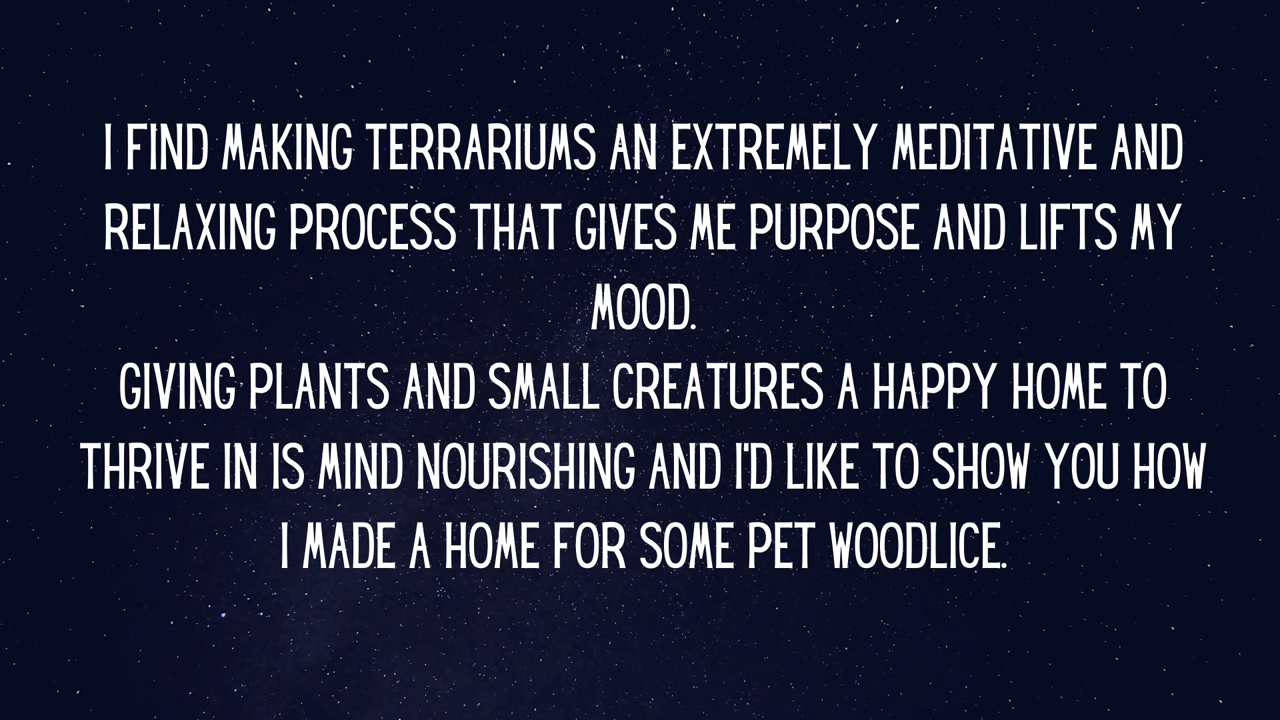 I FIND MAKING TERRARIUMS AN EXTREMELY MEDITATIVE AND
RELAXING PROCESS THAT GIVES ME PURPOSE AND LIFTS MY
MOOD.
GIVING PLANTS AND SMALL CREATURES A HAPPY HOME TO
THRIVE IN IS MIND NOURISHING AND I'D LIKE TO SHOW YOU HOW
I MADE A HOME FOR SOME PET WOODLICE.